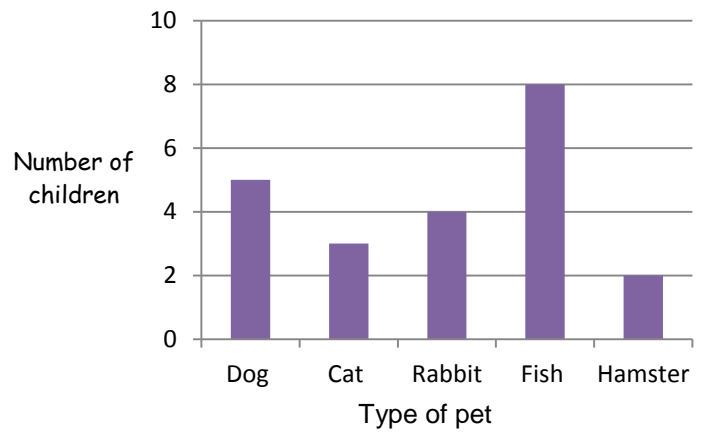 10
8
6
4
2
0
Number of
children
Dog Cat Rabbit Fish Hamster
Type of pet